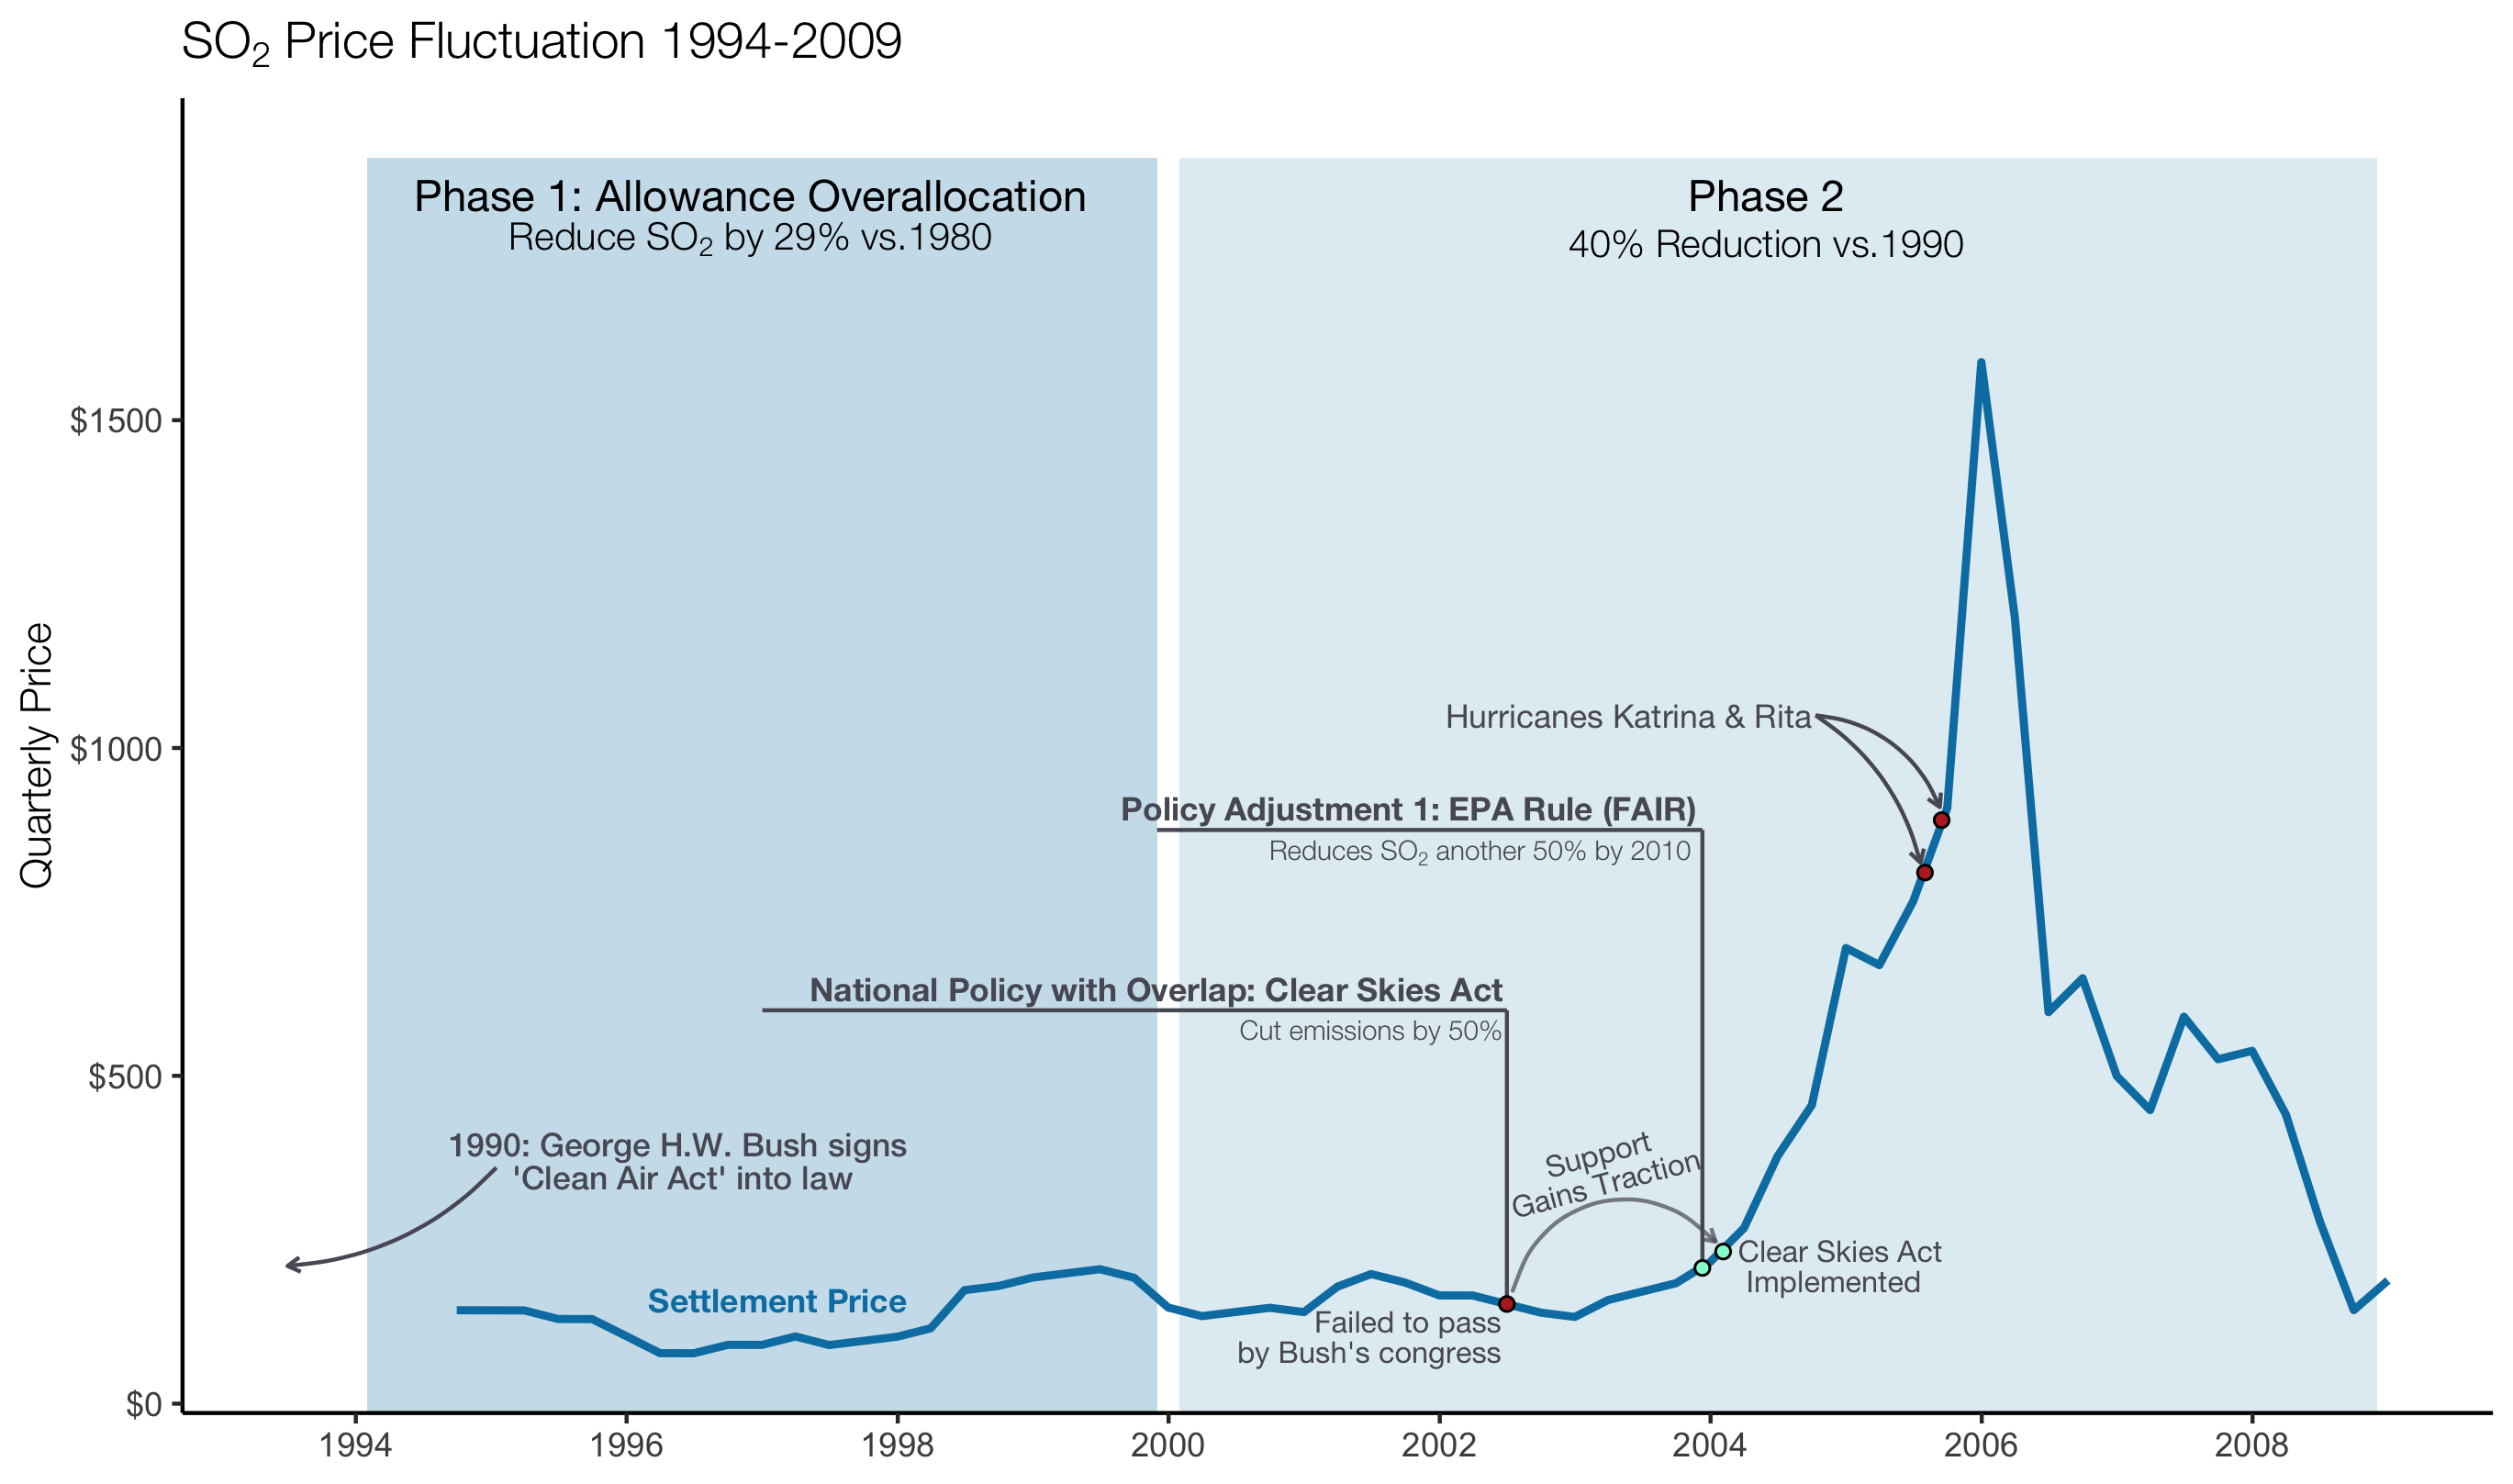 SO₂ Price Fluctuation 1994-2009
Phase 1: Allowance Overallocation
Reduce SO₂ by 29% vs.1980
Phase 2
40% Reduction vs.1990
Quarterly Price
$1500
$1000
$500
$0
Hurricanes Katrina & Rita
Policy Adjustment 1: EPA Rule (FAIR)
Reduces SO₂ another 50% by 2010
National Policy with Overlap: Clear Skies Act
Cut emissions by 50%
1990: George H.W. Bush signs
'Clean Air Act' into law
Support
Gains Traction
Settlement Price
Clear Skies Act
Implemented
Failed to pass
by Bush's congress
1994
1996
1998
2000
2002
2004
2006
2008